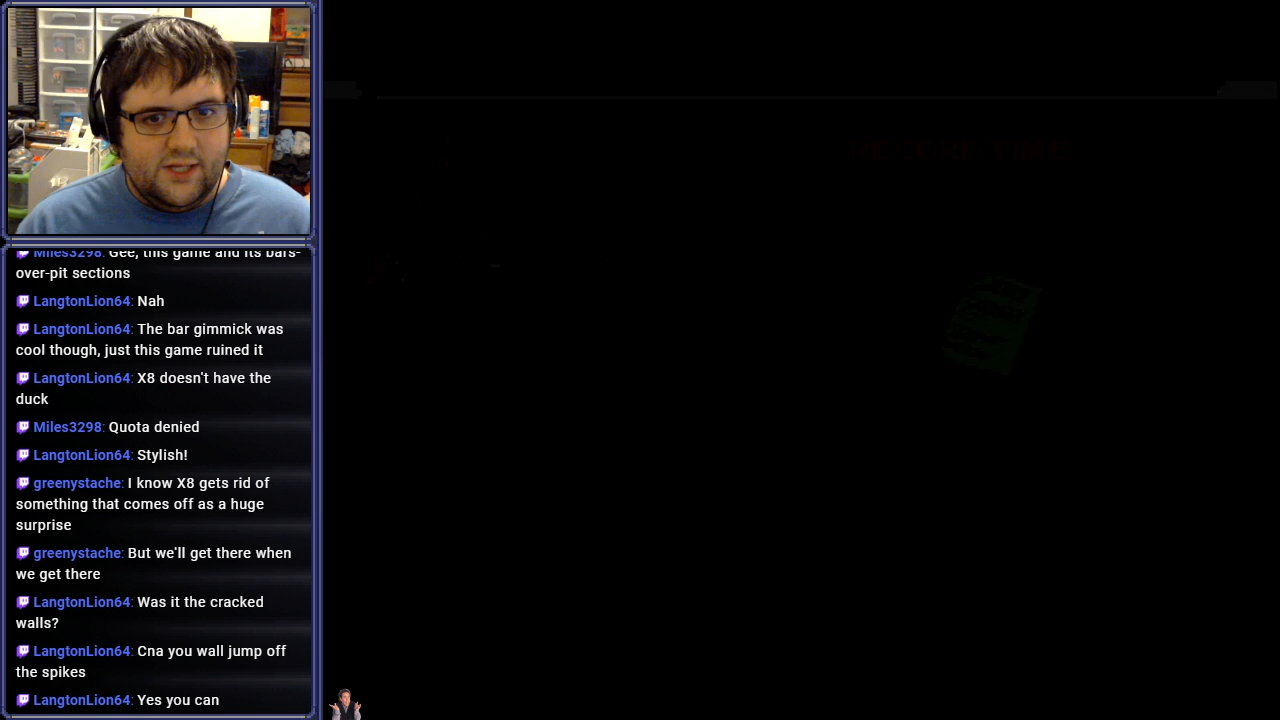 Miles3298: Gee, this game and its bars-
over-pit sections
LangtonLion64: Nah
LangtonLion64: The bar gimmick was
cool though, just this game ruined it
LangtonLion64: X8 doesn't have the
duck
Miles3298: Quota denied
LangtonLion64: Stylish!
greenystache: I know X8 gets rid of
something that comes off as a huge
surprise
greenystache: But we'll get there when
we get there
LangtonLion64: Was it the cracked
walls?
LangtonLion64: Cna you wall jump off
the spikes
LangtonLion64: Yes you can